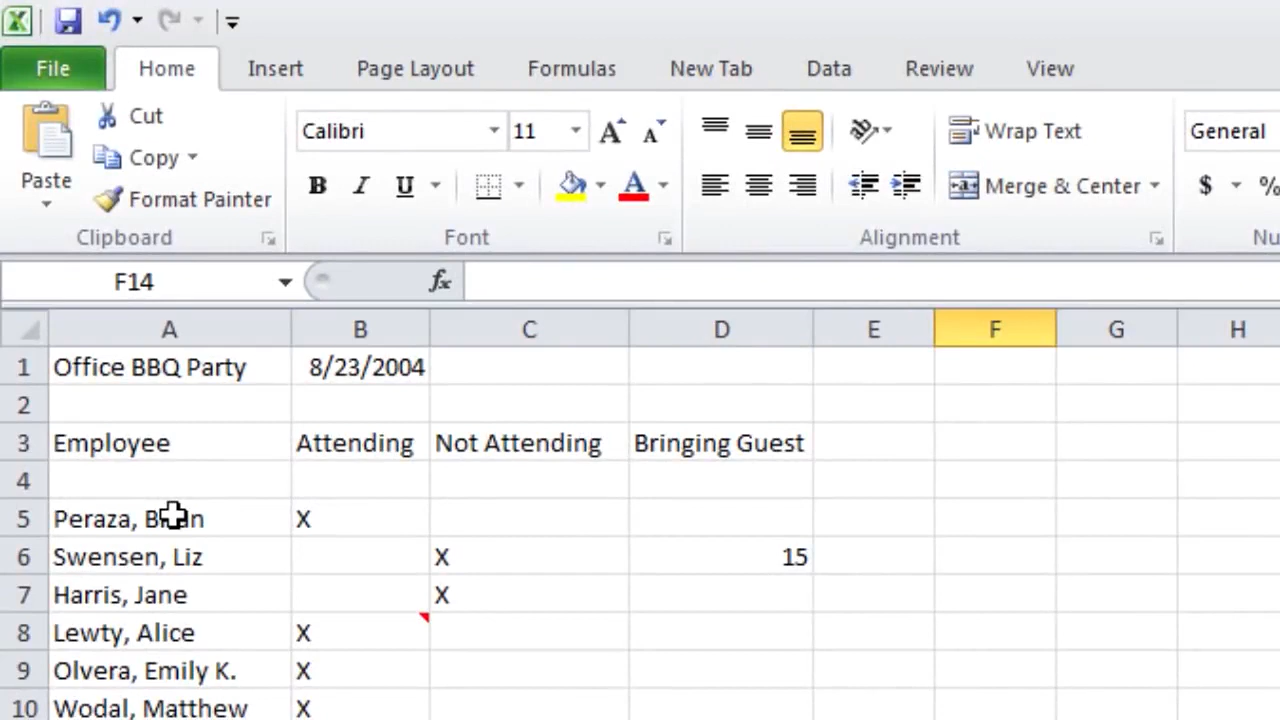 File Home Insert Page Layout Formulas New Tab Data Review View
Cut
Copy
Format Painter
Paste
Calibri 11
B I U A
Wrap Text
Merge & Center
General
$ %
Clipboard Font Alignment
F14 fx
A B C D E F G H
1 Office BBQ Party 8/23/2004
2
3 Employee Attending Not Attending Bringing Guest
4
5 Peraza, X
6 Swensen, Liz X 15
7 Harris, Jane X
8 Lewty, Alice X
9 Olvera, Emily K. X
10 Wodal, Matthew X